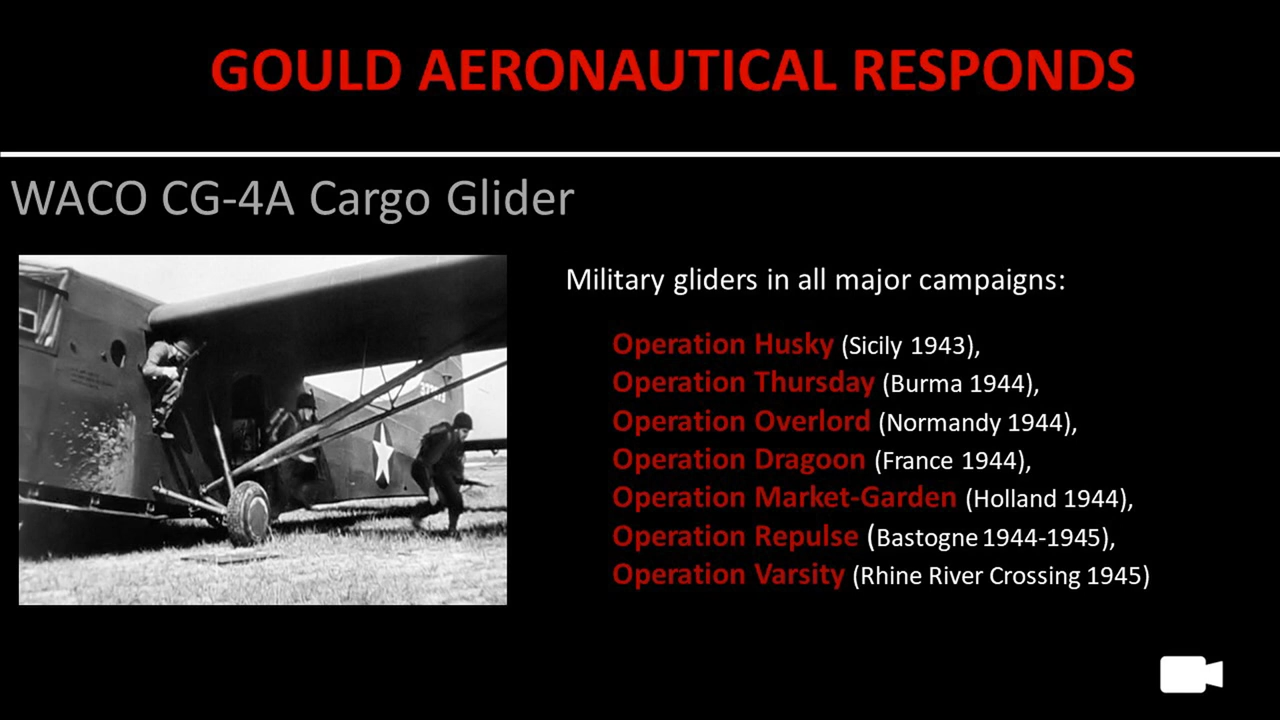 GOULD AERONAUTICAL RESPONDS
WACO CG-4A Cargo Glider
Military gliders in all major campaigns:
Operation Husky (Sicily 1943),
Operation Thursday (Burma 1944),
Operation Overlord (Normandy 1944),
Operation Dragoon (France 1944),
Operation Market-Garden (Holland 1944),
Operation Repulse (Bastogne 1944-1945),
Operation Varsity (Rhine River Crossing 1945)